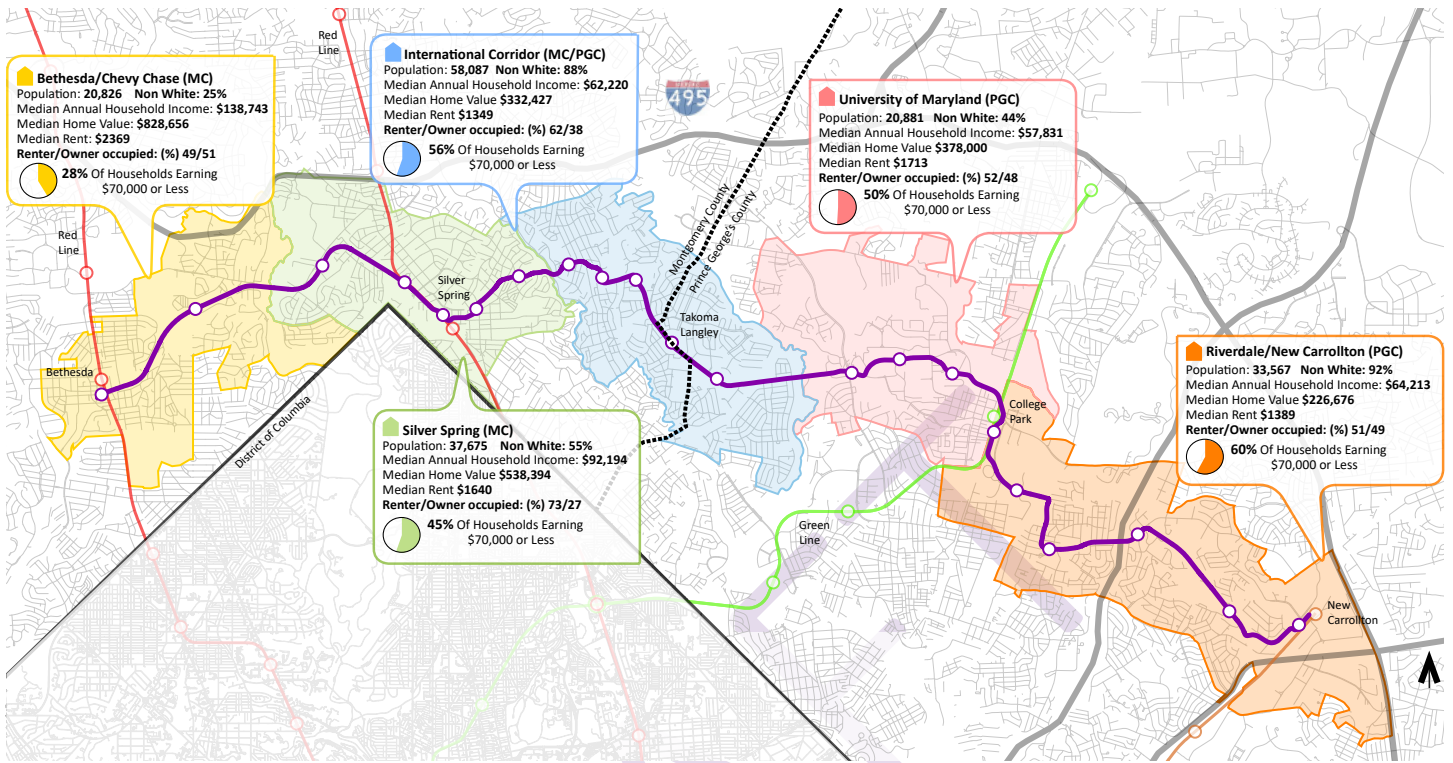 Red
Line
Bethesda/Chevy Chase (MC)
Population: 20,826 Non White: 25%
Median Annual Household Income: $138,743
Median Home Value: $828,656
Median Rent: $2369
Renter/Owner occupied: (%) 49/51
28% Of Households Earning
$70,000 or Less
International Corridor (MC/PGC)
Population: 58,087 Non White: 88%
Median Annual Household Income: $62,220
Median Home Value $332,427
Median Rent $1349
Renter/Owner occupied: (%) 62/38
56% Of Households Earning
$70,000 or Less
INTERSTATE
495
University of Maryland (PGC)
Population: 20,881 Non White: 44%
Median Annual Household Income: $57,831
Median Home Value $378,000
Median Rent $1713
Renter/Owner occupied: (%) 52/48
50% Of Households Earning
$70,000 or Less
Red
Line
Montgomery County
Prince George's County
Silver
Spring
Takoma
Langley
Bethesda
District of Columbia
College
Park
Riverdale/New Carrollton (PGC)
Population: 33,567 Non White: 92%
Median Annual Household Income: $64,213
Median Home Value $226,676
Median Rent $1389
Renter/Owner occupied: (%) 51/49
60% Of Households Earning
$70,000 or Less
Silver Spring (MC)
Population: 37,675 Non White: 55%
Median Annual Household Income: $92,194
Median Home Value $538,394
Median Rent $1640
Renter/Owner occupied: (%) 73/27
45% Of Households Earning
$70,000 or Less
Green
Line
New
Carrollton